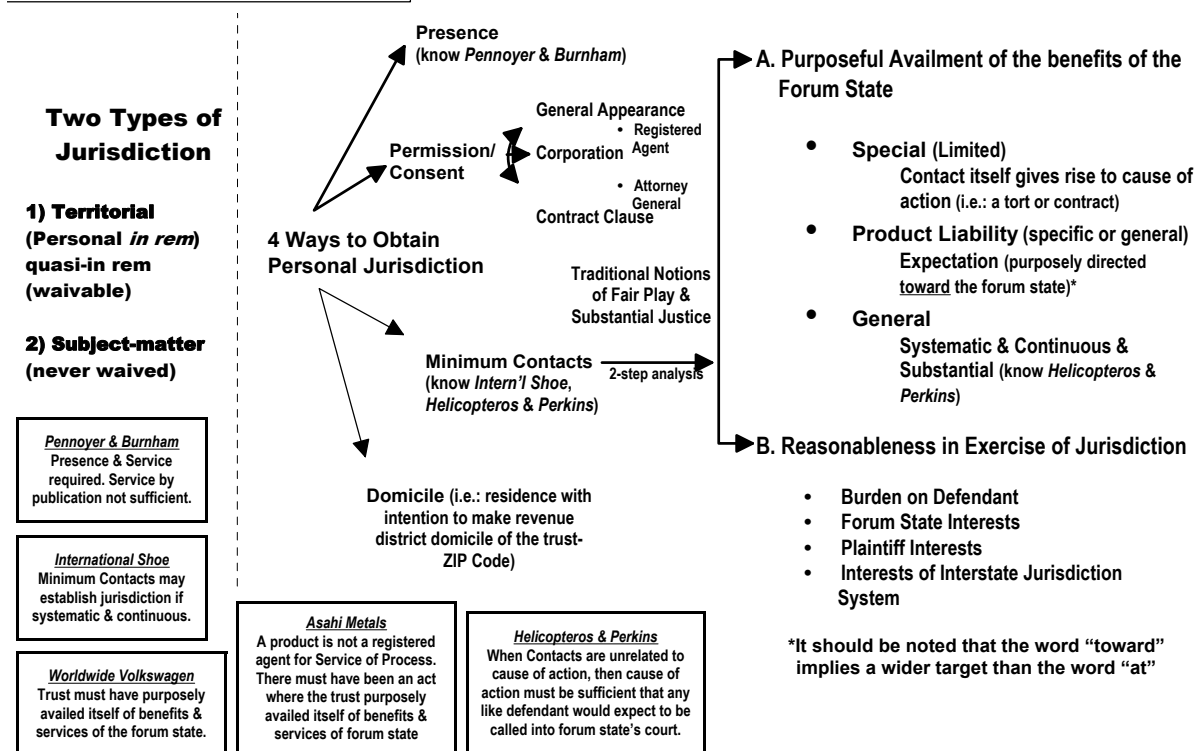 Two Types of
Jurisdiction
1) Territorial
(Personal in rem)
quasi-in rem
(waivable)
2) Subject-matter
(never waived)
Pennoyer & Burnham
Presence & Service
required. Service by
publication not sufficient.
International Shoe
Minimum Contacts may
establish jurisdiction if
systematic & continuous.
Worldwide Volkswagen
Trust must have purposely
availed itself of benefits &
services of the forum state.
4 Ways to Obtain
Personal Jurisdiction
Presence
(know Pennoyer & Burnham)
Permission/
Consent
General Appearance
• Registered
Agent
Corporation
• Attorney
General
Contract Clause
Traditional Notions
of Fair Play &
Substantial Justice
Minimum Contacts
(know Intern'l Shoe,
Helicopteros & Perkins)
2-step analysis
Domicile (i.e.: residence with
intention to make revenue
district domicile of the trust-
ZIP Code)
Asahi Metals
A product is not a registered
agent for Service of Process.
There must have been an act
where the trust purposely
availed itself of benefits &
services of forum state
Helicopteros & Perkins
When Contacts are unrelated to
cause of action, then cause of
action must be sufficient that any
like defendant would expect to be
called into forum state's court.
A. Purposeful Availment of the benefits of the
Forum State
• Special (Limited)
Contact itself gives rise to cause of
action (i.e.: a tort or contract)
• Product Liability (specific or general)
Expectation (purposely directed
toward the forum state)*
• General
Systematic & Continuous &
Substantial (know Helicopteros &
Perkins)
B. Reasonableness in Exercise of Jurisdiction
• Burden on Defendant
• Forum State Interests
• Plaintiff Interests
• Interests of Interstate Jurisdiction
System
*It should be noted that the word “toward”
implies a wider target than the word “at”